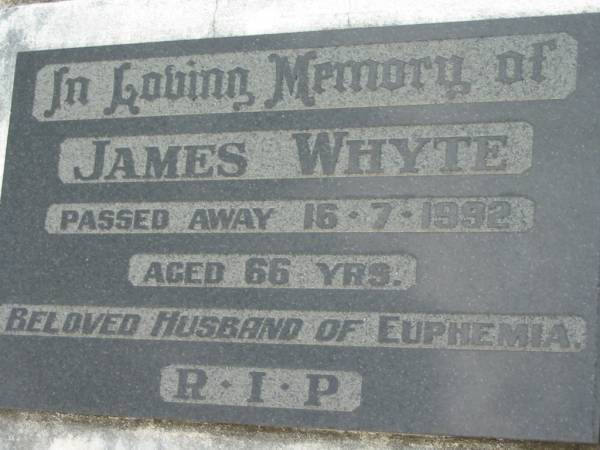 In Loving Memory of
JAMES WHYTE
PASSED AWAY 16·7·1992
AGED 66 YRS.
BELOVED HUSBAND OF EUPHEMIA.
R·I·P